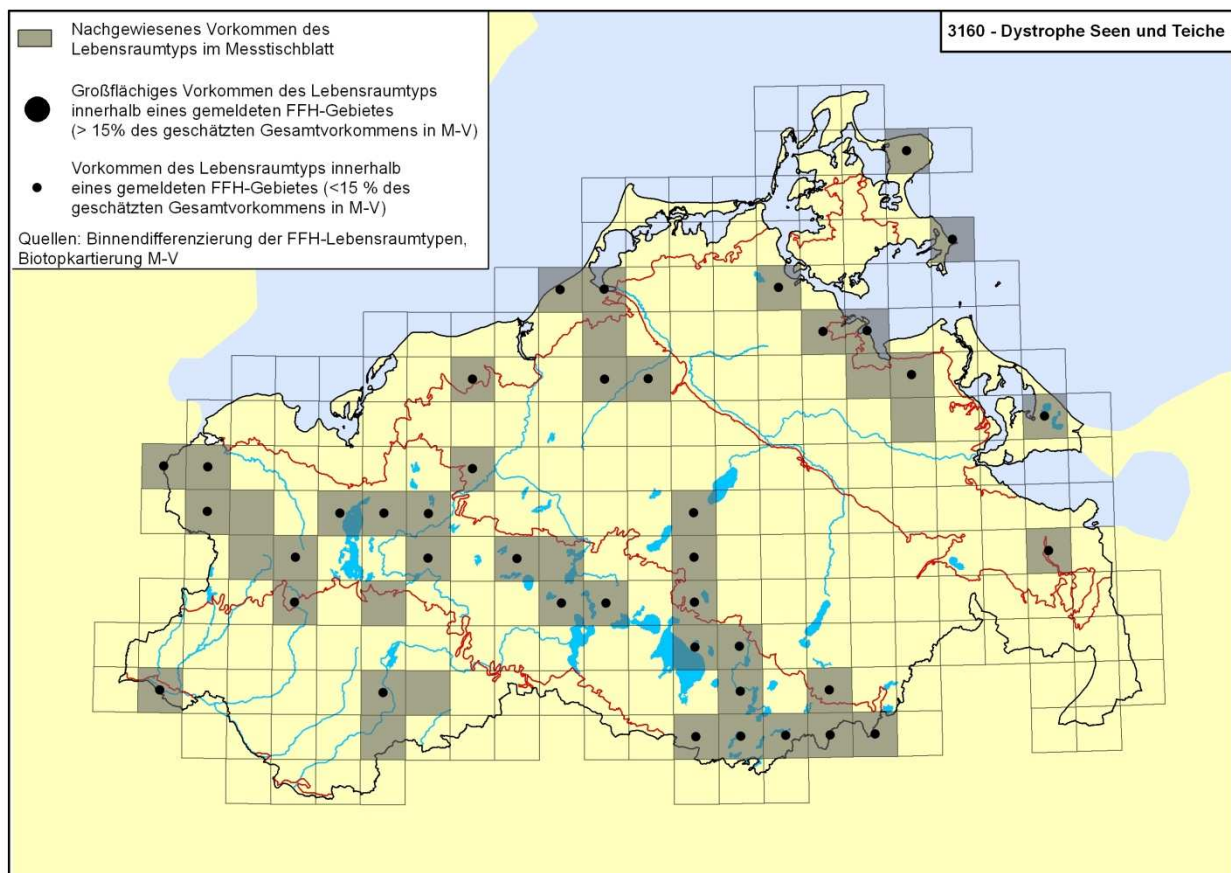 3160 - Dystrophe Seen und Teiche
Nachgewiesenes Vorkommen des
Lebensraumtyps im Messtischblatt
Großflächiges Vorkommen des Lebensraumtyps
innerhalb eines gemeldeten FFH-Gebietes
(> 15% des geschätzten Gesamtvorkommens in M-V)
Vorkommen des Lebensraumtyps innerhalb
eines gemeldeten FFH-Gebietes (<15 % des
geschätzten Gesamtvorkommens in M-V)
Quellen: Binnendifferenzierung der FFH-Lebensraumtypen,
Biotopkartierung M-V